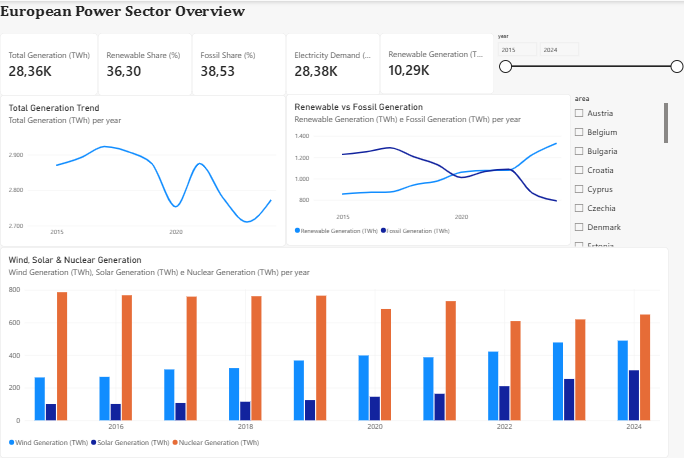 European Power Sector Overview
Total Generation (TWh)
28,36K
Renewable Share (%)
36,30
Fossil Share (%)
38,53
Electricity Demand (...
28,38K
Renewable Generation (T...
10,29K
year
2015
2024
Total Generation Trend
Total Generation (TWh) per year
2.900
2.800
2.700
2015
2020
Renewable vs Fossil Generation
Renewable Generation (TWh) e Fossil Generation (TWh) per year
1.400
1.200
1.000
800
2015
2020
Renewable Generation (TWh)
Fossil Generation (TWh)
area
Austria
Belgium
Bulgaria
Croatia
Cyprus
Czechia
Denmark
Estonia
Wind, Solar & Nuclear Generation
Wind Generation (TWh), Solar Generation (TWh) e Nuclear Generation (TWh) per year
800
600
400
200
0
2016
2018
2020
2022
2024
Wind Generation (TWh)
Solar Generation (TWh)
Nuclear Generation (TWh)